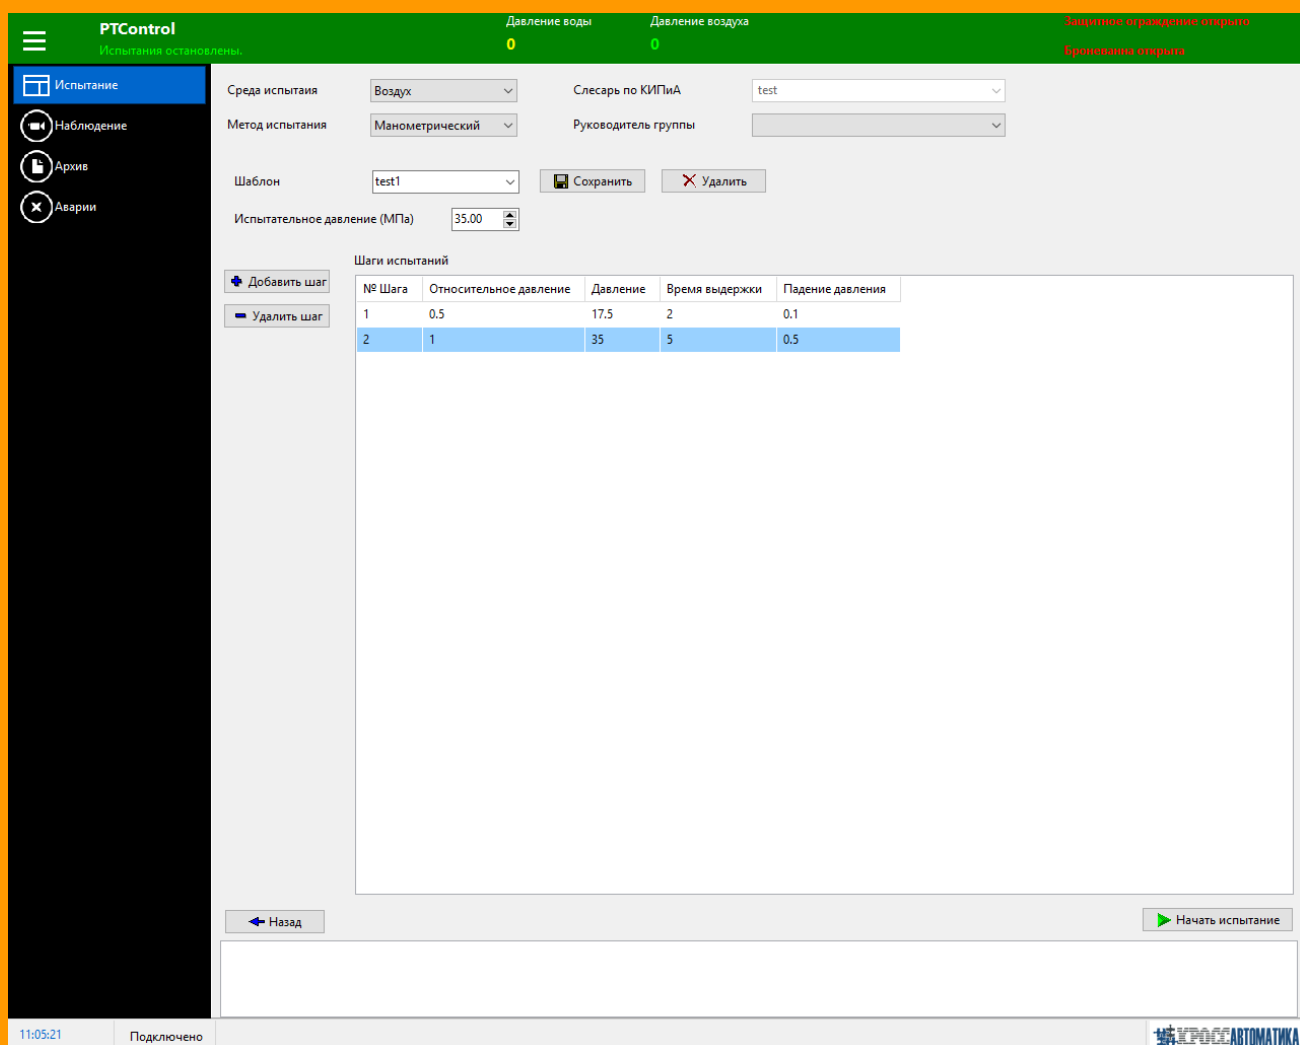 PTControl
Испытания остановлены.
Давление воды
0
Давление воздуха
0
Защитное ограждение открыто
Бронеованна открыта
Испытание
Наблюдение
Архив
Аварии
Среда испытаия
Воздух
Слесарь по КИПиА
test
Метод испытания
Манометрический
Руководитель группы
Шаблон
test1
Сохранить
Удалить
Испытательное давление (МПа)
35.00
Шаги испытаний
Добавить шаг
Удалить шаг
№ Шага Относительное давление Давление Время выдержки Падение давления
1 0.5 17.5 2 0.1
2 1 35 5 0.5
Назад
Начать испытание
11:05:21
Подключено
КРОССАВТОМАТИКА